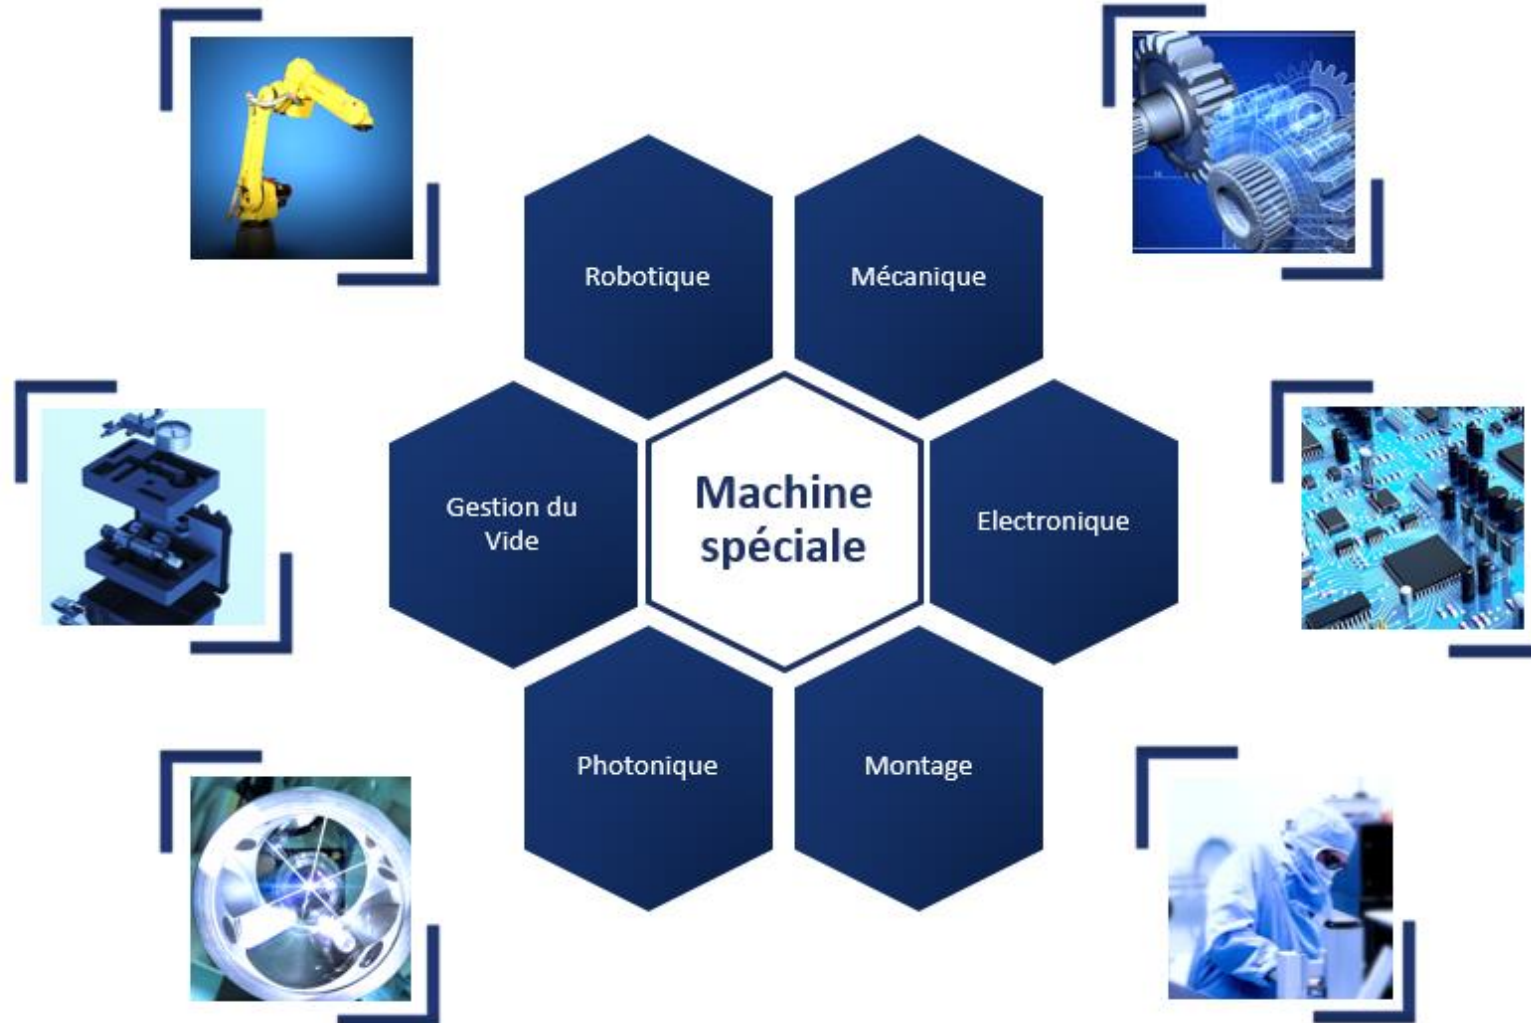 Robotique
Mécanique
Gestion du
Vide
Machine
spéciale
Electronique
Photonique
Montage